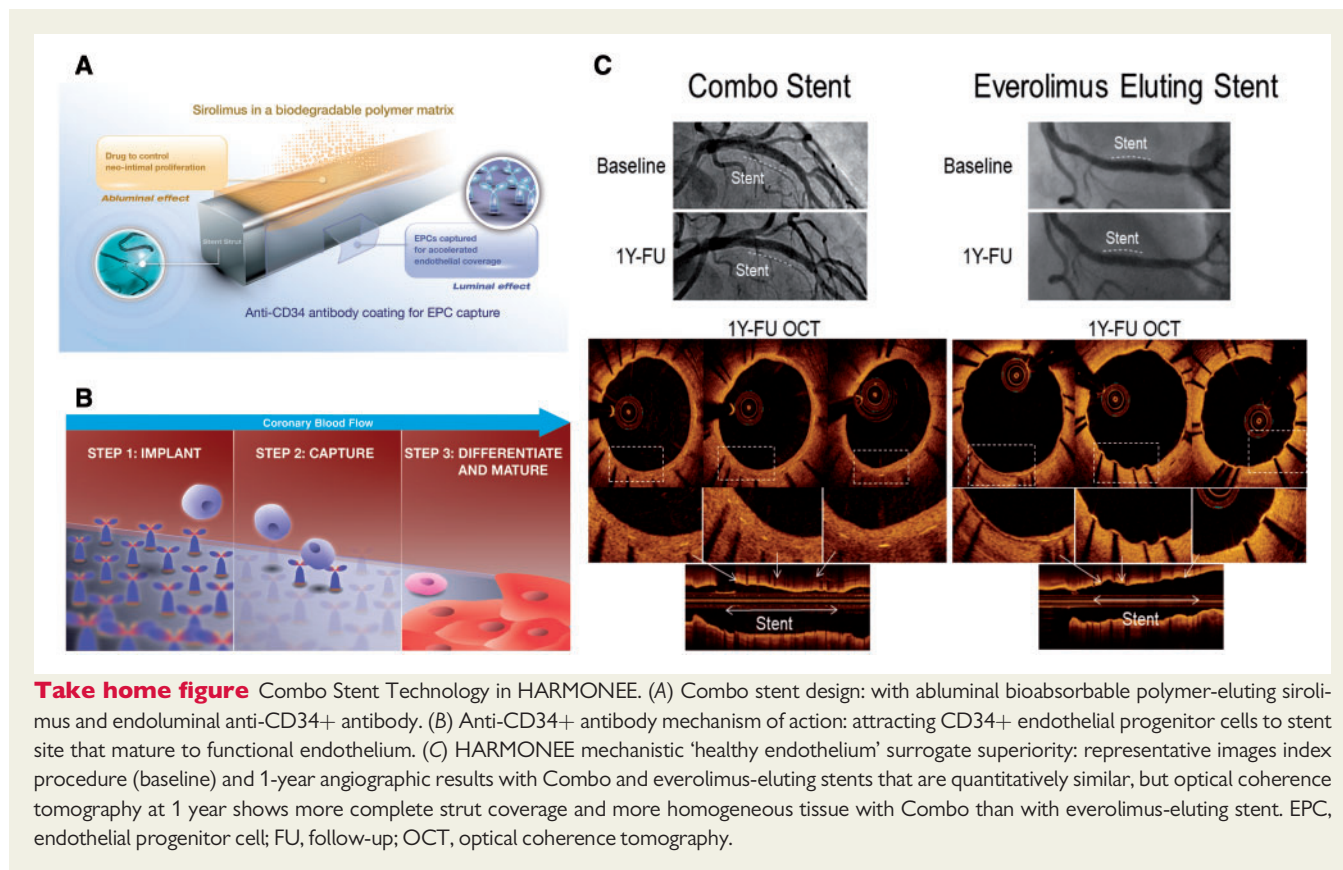 A
Sirolimus in a biodegradable polymer matrix
Drug to control
neo-intimal proliferation
Abluminal effect
Stent Strut
EPCs captured
for accelerated
endothelial coverage
Luminal effect
Anti-CD34 antibody coating for EPC capture
B
Coronary Blood Flow
STEP 1: IMPLANT
STEP 2: CAPTURE
STEP 3: DIFFERENTIATE
AND MATURE
C
Combo Stent
Everolimus Eluting Stent
Baseline
Stent
Baseline
Stent
1Y-FU
Stent
1Y-FU
Stent
1Y-FU OCT
1Y-FU OCT
Stent
Stent
Take home figure Combo Stent Technology in HARMONEE. (A) Combo stent design: with abluminal bioabsorbable polymer-eluting siroli-
mus and endoluminal anti-CD34+ antibody. (B) Anti-CD34+ antibody mechanism of action: attracting CD34+ endothelial progenitor cells to stent
site that mature to functional endothelium. (C) HARMONEE mechanistic ‘healthy endothelium’ surrogate superiority: representative images index
procedure (baseline) and 1-year angiographic results with Combo and everolimus-eluting stents that are quantitatively similar, but optical coherence
tomography at 1 year shows more complete strut coverage and more homogeneous tissue with Combo than with everolimus-eluting stent. EPC,
endothelial progenitor cell; FU, follow-up; OCT, optical coherence tomography.